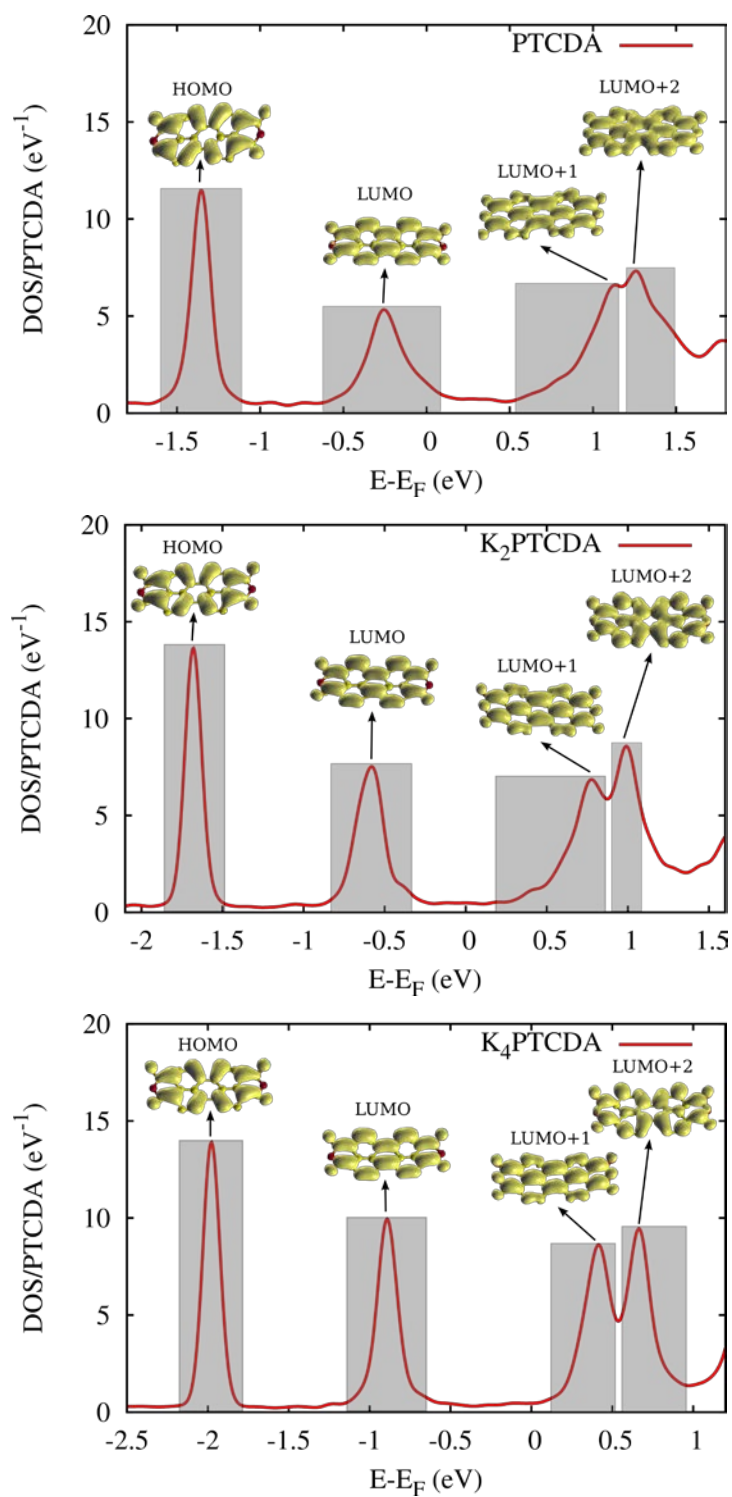 20
PTCDA
HOMO
LUMO+2
15
LUMO+1
LUMO
10
5
0
DOS/PTCDA (eV-1)
-1.5 -1 -0.5 0 0.5 1 1.5
E-EF (eV)
20
HOMO
K2PTCDA
LUMO+2
15
LUMO
LUMO+1
10
5
0
DOS/PTCDA (eV-1)
-2 -1.5 -1 -0.5 0 0.5 1 1.5
E-EF (eV)
20
HOMO
K4PTCDA
LUMO+2
15
LUMO
LUMO+1
10
5
0
DOS/PTCDA (eV-1)
-2.5 -2 -1.5 -1 -0.5 0 0.5 1
E-EF (eV)